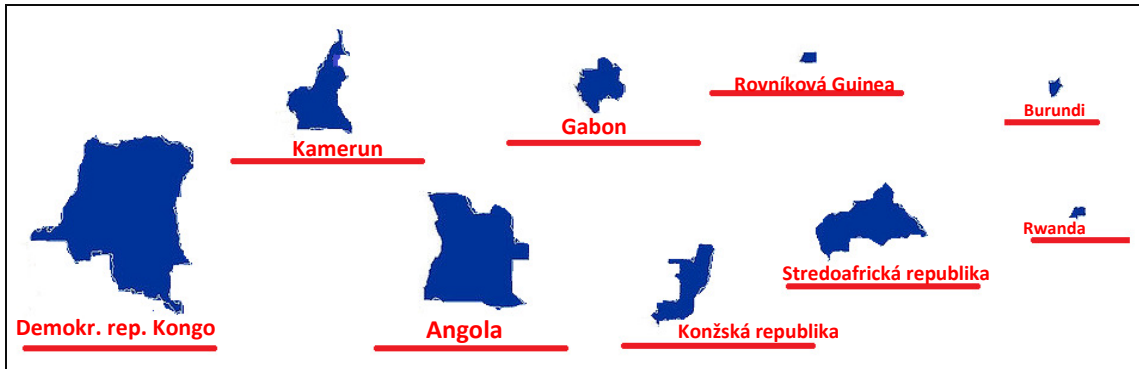 Rovníková Guinea
Burundi
Gabon
Kamerun
Rwanda
Stredoafrická republika
Demokr. rep. Kongo
Angola
Konžská republika